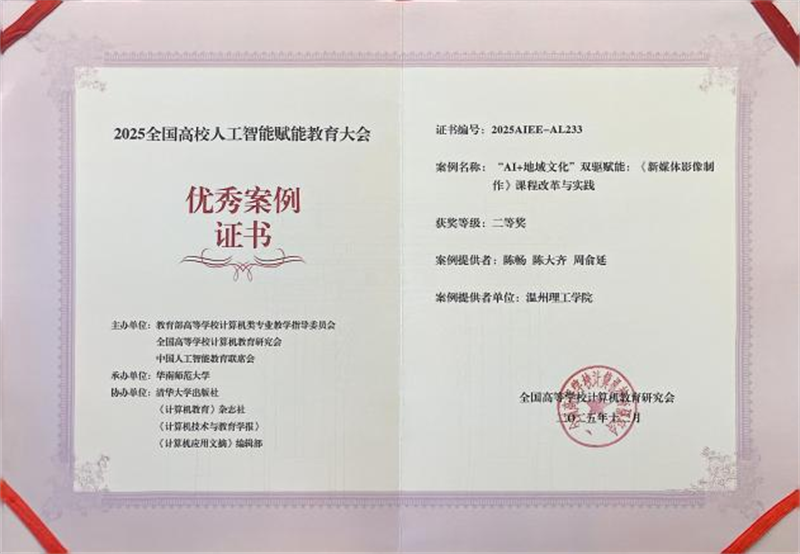 2025全国高校人工智能赋能教育大会
优秀案例
证书
主办单位：教育部高等学校计算机类专业教学指导委员会
全国高等学校计算机教育研究会
中国人工智能教育联席会
承办单位：华南师范大学
协办单位：清华大学出版社
《计算机教育》杂志社
《计算机技术与教育学报》
《计算机应用文摘》编辑部
证书编号：2025AIEE-AL233
案例名称：“AI+地域文化”双驱赋能：《新媒体影像制
作》课程改革与实践
获奖等级：二等奖
案例提供者：陈畅 陈大齐 周俞延
案例提供者单位：温州理工学院
全国高等学校计算机教育研究会
二〇二五年十二月